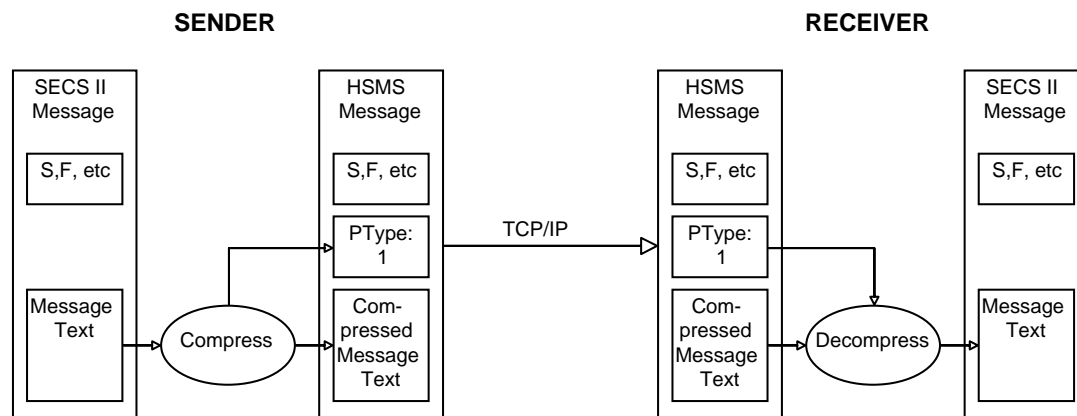 SENDER
RECEIVER
SECS II
Message
S,F, etc
Message
Text
Compress
HSMS
Message
S,F, etc
PType:
1
Com-
pressed
Message
Text
TCP/IP
HSMS
Message
S,F, etc
PType:
1
Com-
pressed
Message
Text
Decompress
SECS II
Message
S,F, etc
Message
Text